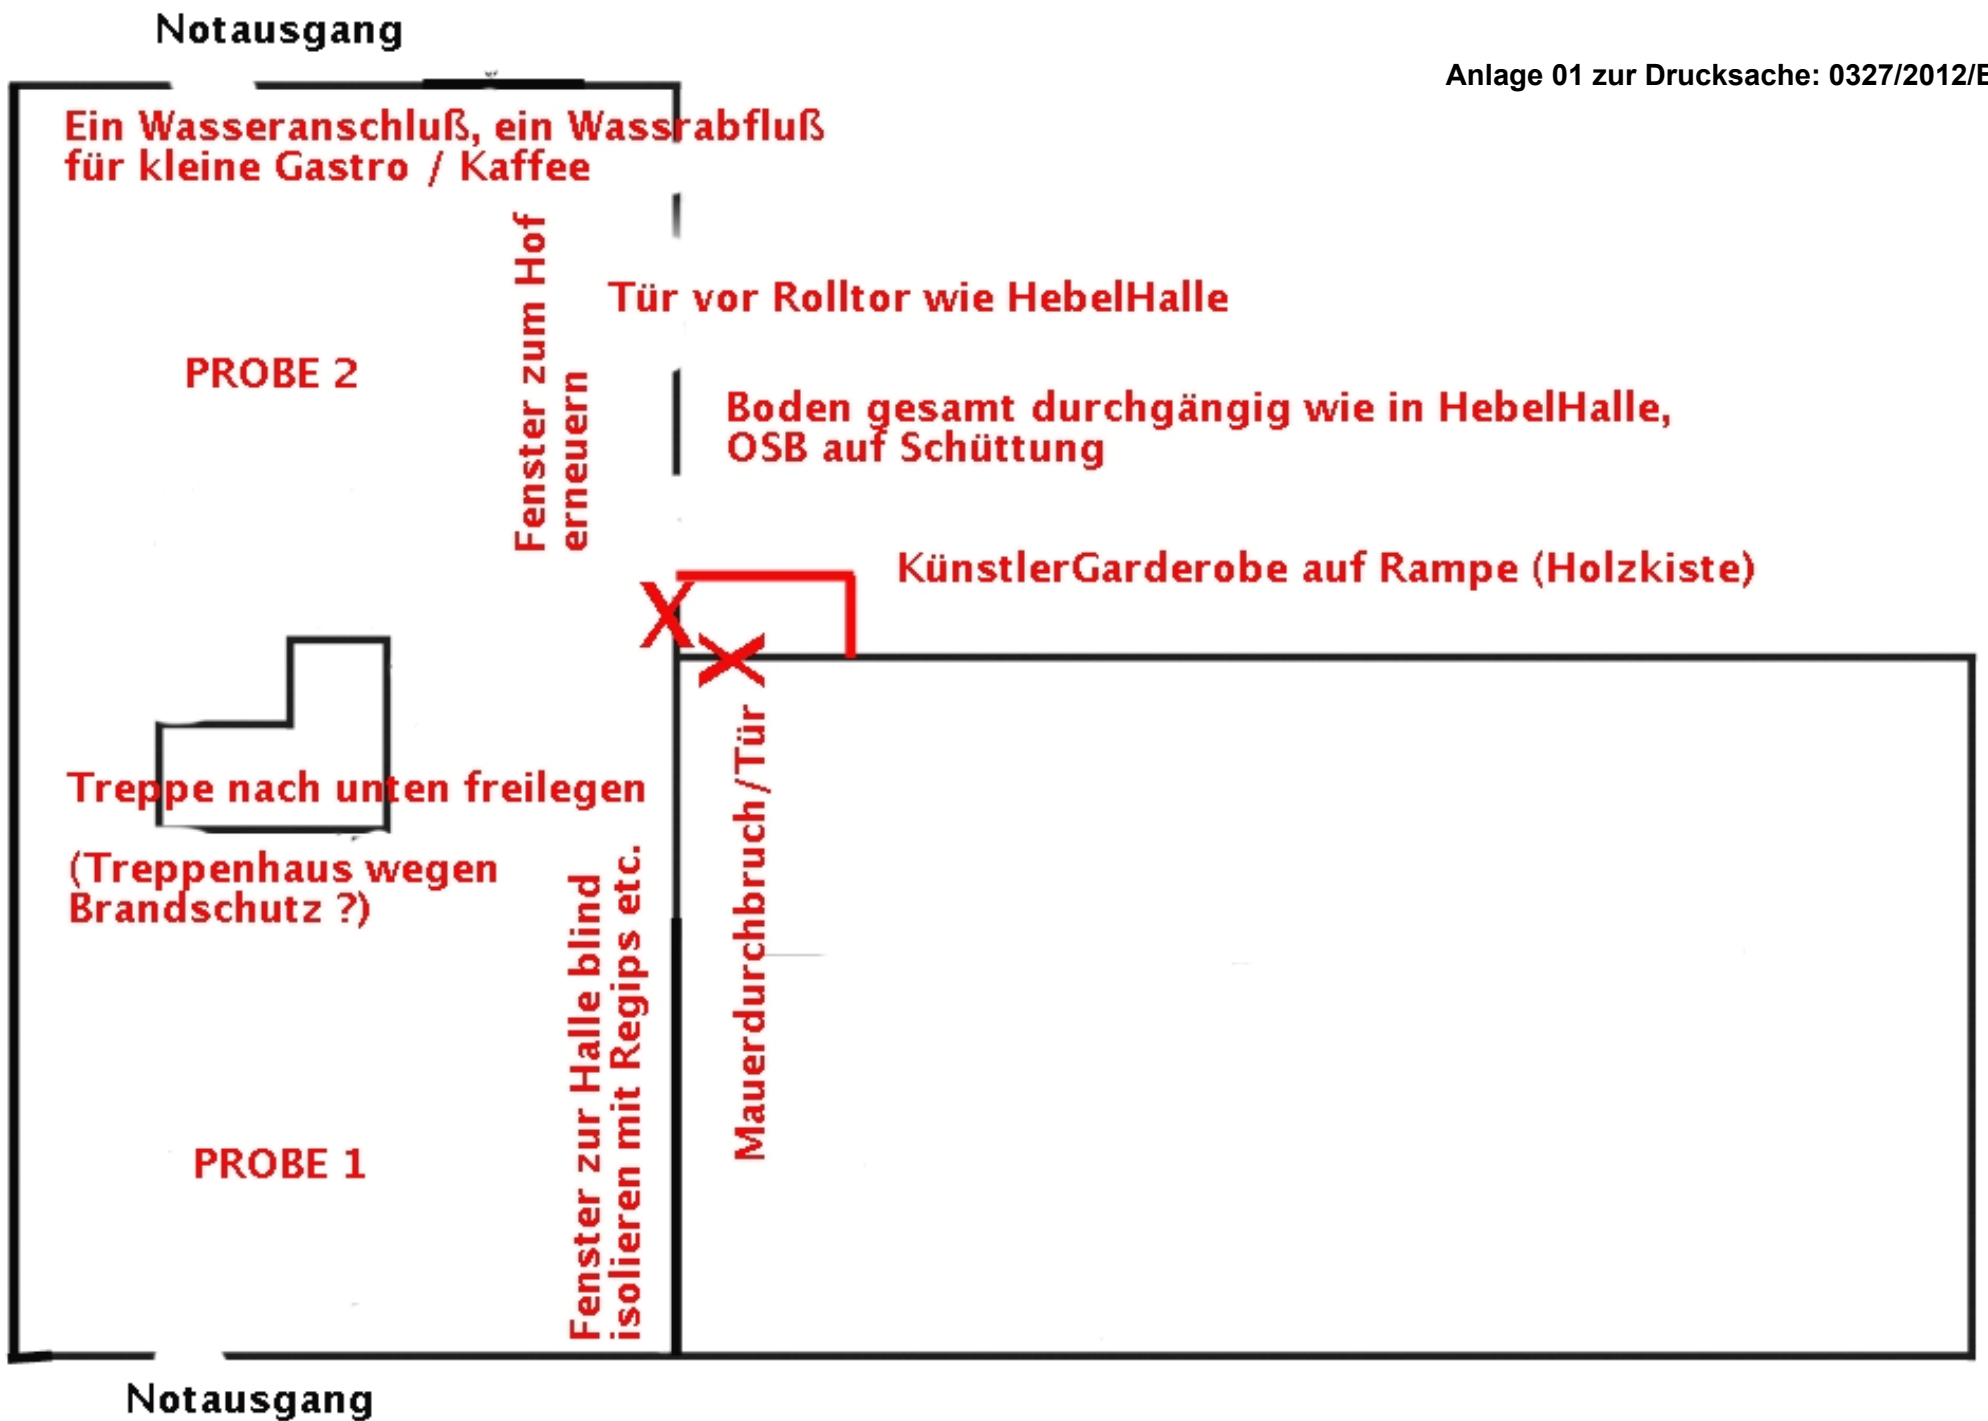 Notausgang
Anlage 01 zur Drucksache: 0327/2012/E
Ein Wasseranschluß, ein Wassrabfluß
für kleine Gastro / Kaffee
Fenster zum Hof
erneuern
Tür vor Rolltor wie HebelHalle
PROBE 2
Boden gesamt durchgängig wie in HebelHalle,
OSB auf Schüttung
KünstlerGarderobe auf Rampe (Holzkiste)
X
X
Mauerdurchbruch/Tür
Treppe nach unten freilegen
(Treppenhaus wegen
Brandschutz ?)
Fenster zur Halle blind
isolieren mit Regips etc.
PROBE 1
Notausgang